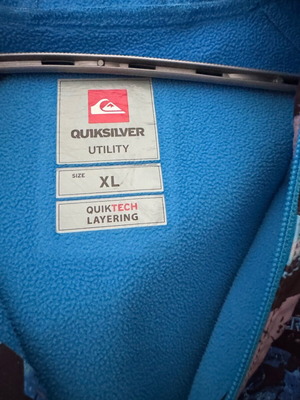 QUIKSILVER
UTILITY
SIZE
XL
QUIKTECH
LAYERING